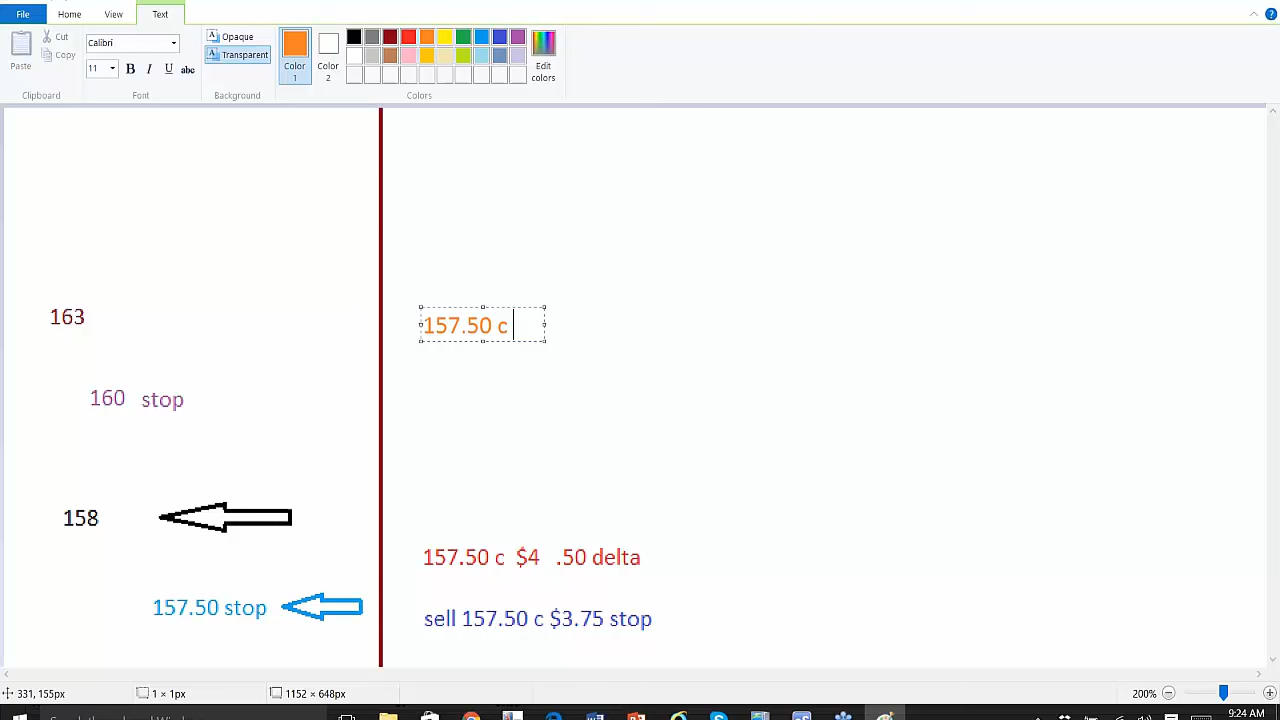 File Home View Text
Paste
Cut
Copy
Clipboard
Calibri
11 B I U abc
Font
Opaque
Transparent
Background
Color 1
Color 2
Edit colors
Colors
163
160 stop
158
157.50 stop
157.50 c
157.50 c $4 .50 delta
sell 157.50 c $3.75 stop
331, 155px
1 × 1px
1152 × 648px
200%
9:24 AM